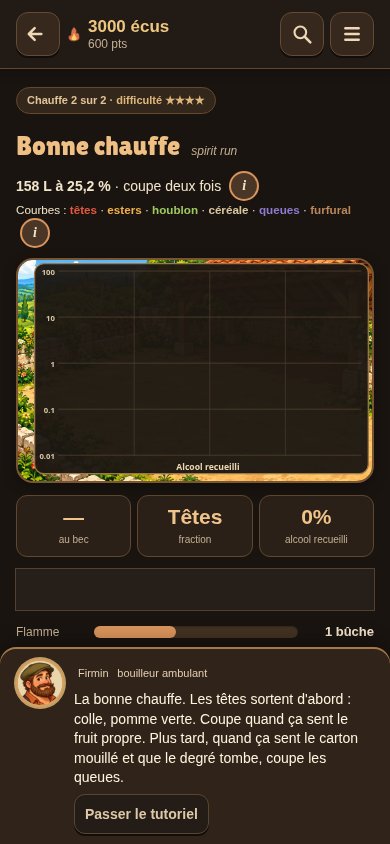 3000 écus
600 pts
Chauffe 2 sur 2 · difficulté ★★★★
Bonne chauffe spirit run
158 L à 25,2 % · coupe deux fois i
Courbes : têtes · esters · houblon · céréale · queues · furfural
i
100
10
1
0.1
0.01
Alcool recueilli
— Têtes 0%
au bec fraction alcool recueilli
Flamme 1 bûche
Firmin bouilleur ambulant
La bonne chauffe. Les têtes sortent d'abord :
colle, pomme verte. Coupe quand ça sent le
fruit propre. Plus tard, quand ça sent le carton
mouillé et que le degré tombe, coupe les
queues.
Passer le tutoriel